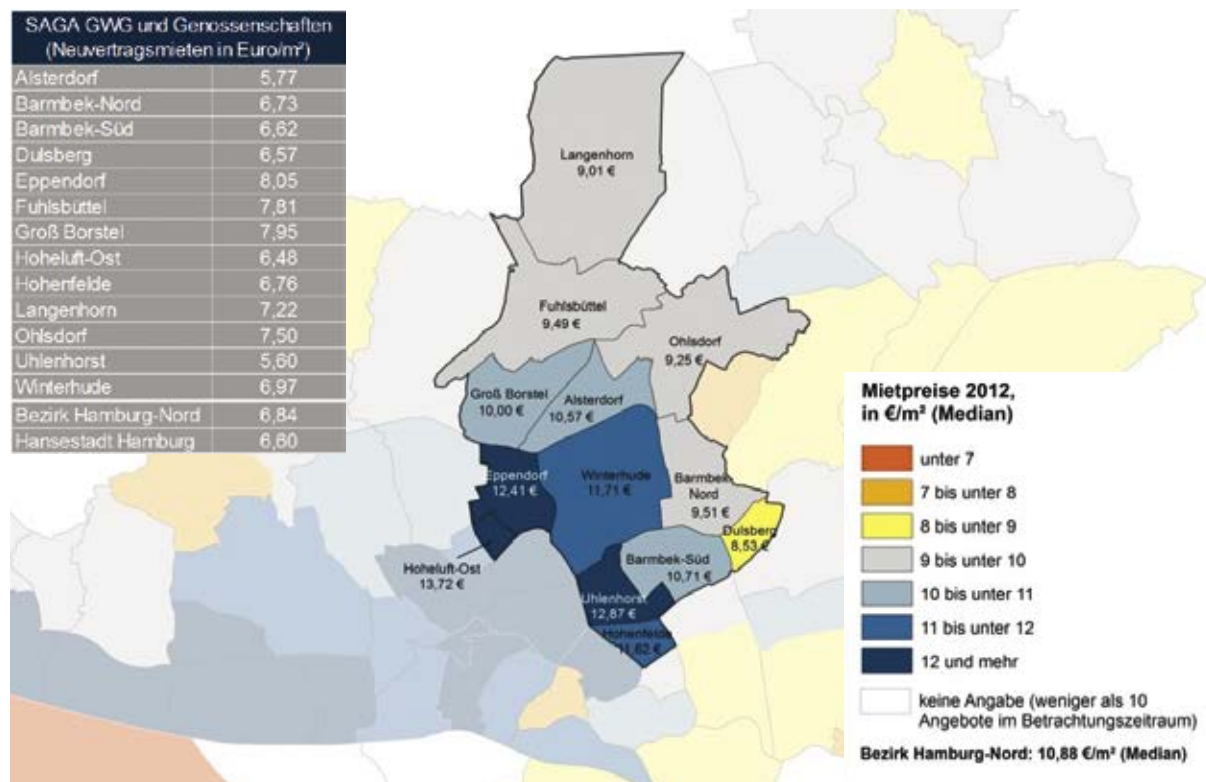 SAGA GWG und Genossenschaften
(Neuvertragsmieten in Euro/m²)
Alsterdorf 5,77
Barmbek-Nord 6,73
Barmbek-Süd 6,62
Dulsberg 6,57
Eppendorf 8,05
Fuhlsbüttel 7,81
Groß Borstel 7,95
Hoheluft-Ost 6,48
Hohenfelde 6,76
Langenhorn 7,22
Ohlsdorf 7,50
Uhlenhorst 5,60
Winterhude 6,97
Bezirk Hamburg-Nord 6,84
Hansestadt Hamburg 6,60
Langenhorn
9,01 €
Fuhlsbüttel
9,49 €
Ohlsdorf
9,25 €
Groß Borstel
10,00 €
Alsterdorf
10,57 €
Eppendorf
12,41 €
Winterhude
11,71 €
Barmbek-
Nord
9,51 €
Dulsberg
8,53 €
Hoheluft-Ost
13,72 €
Barmbek-Süd
10,71 €
Uhlenhorst
12,87 €
Hohenfelde
11,62 €
Mietpreise 2012,
in €/m² (Median)
unter 7
7 bis unter 8
8 bis unter 9
9 bis unter 10
10 bis unter 11
11 bis unter 12
12 und mehr
keine Angabe (weniger als 10
Angebote im Betrachtungszeitraum)
Bezirk Hamburg-Nord: 10,88 €/m² (Median)